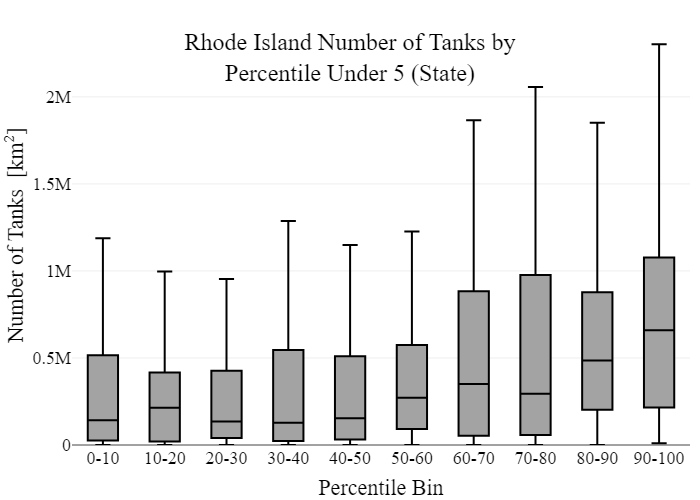 Rhode Island Number of Tanks by
Percentile Under 5 (State)
Number of Tanks [km²]
2M
1.5M
1M
0.5M
0
0-10 10-20 20-30 30-40 40-50 50-60 60-70 70-80 80-90 90-100
Percentile Bin